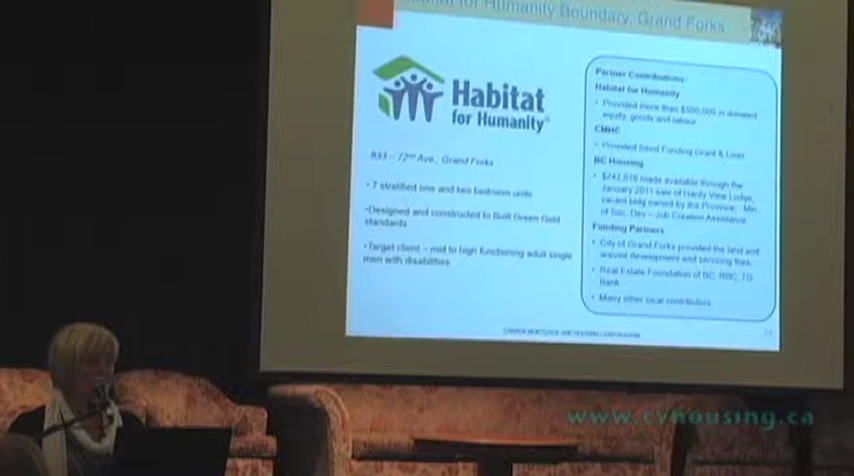 for Humanity Boundary, Grand Forks
Habitat
for Humanity®
833 – 72nd Ave., Grand Forks
• 7 stratified one and two bedroom units
•Designed and constructed to Built Green Gold
standards
•Target client – mid to high functioning adult single
men with disabilities
Partner Contributions:
Habitat for Humanity
• Provided more than $500,000 in donated
equity, goods and labour
CMHC
• Provided Seed Funding Grant & Loan
BC Housing
• made available through the
January 2011 sale of Hardy View Lodge,
vacant bldg owned by the Province: Min.
of Soc. Dev – Job Creation Assistance
Funding Partners
• City of Grand Forks provided the land and
waived development and servicing fees.
• Real Estate Foundation of BC, RBC, TD
Bank
• Many other local contributors
CANADA MORTGAGE AND HOUSING CORPORATION
www.cvhousing.ca